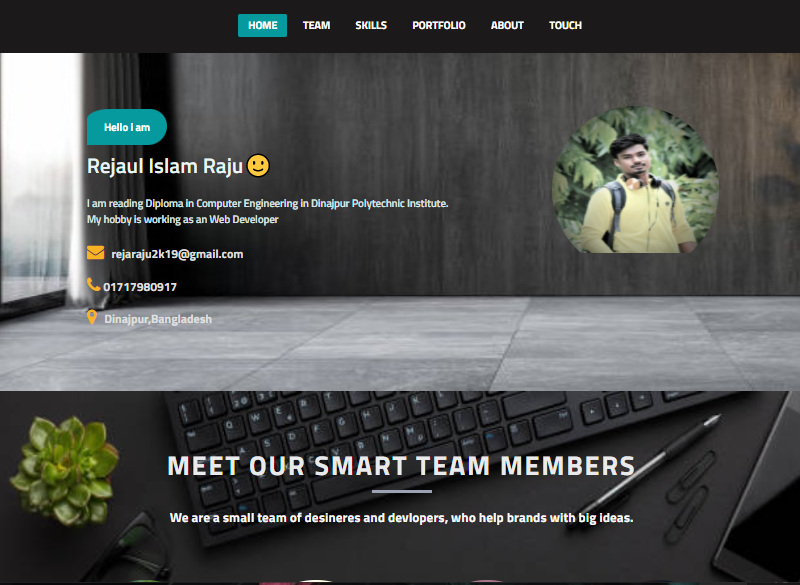 HOME TEAM SKILLS PORTFOLIO ABOUT TOUCH
Hello I am
Rejaul Islam Raju
I am reading Diploma in Computer Engineering in Dinajpur Polytechnic Institute.
My hobby is working as an Web Developer
rejaraju2k19@gmail.com
01717980917
Dinajpur,Bangladesh
MEET OUR SMART TEAM MEMBERS
We are a small team of desineres and devlopers, who help brands with big ideas.